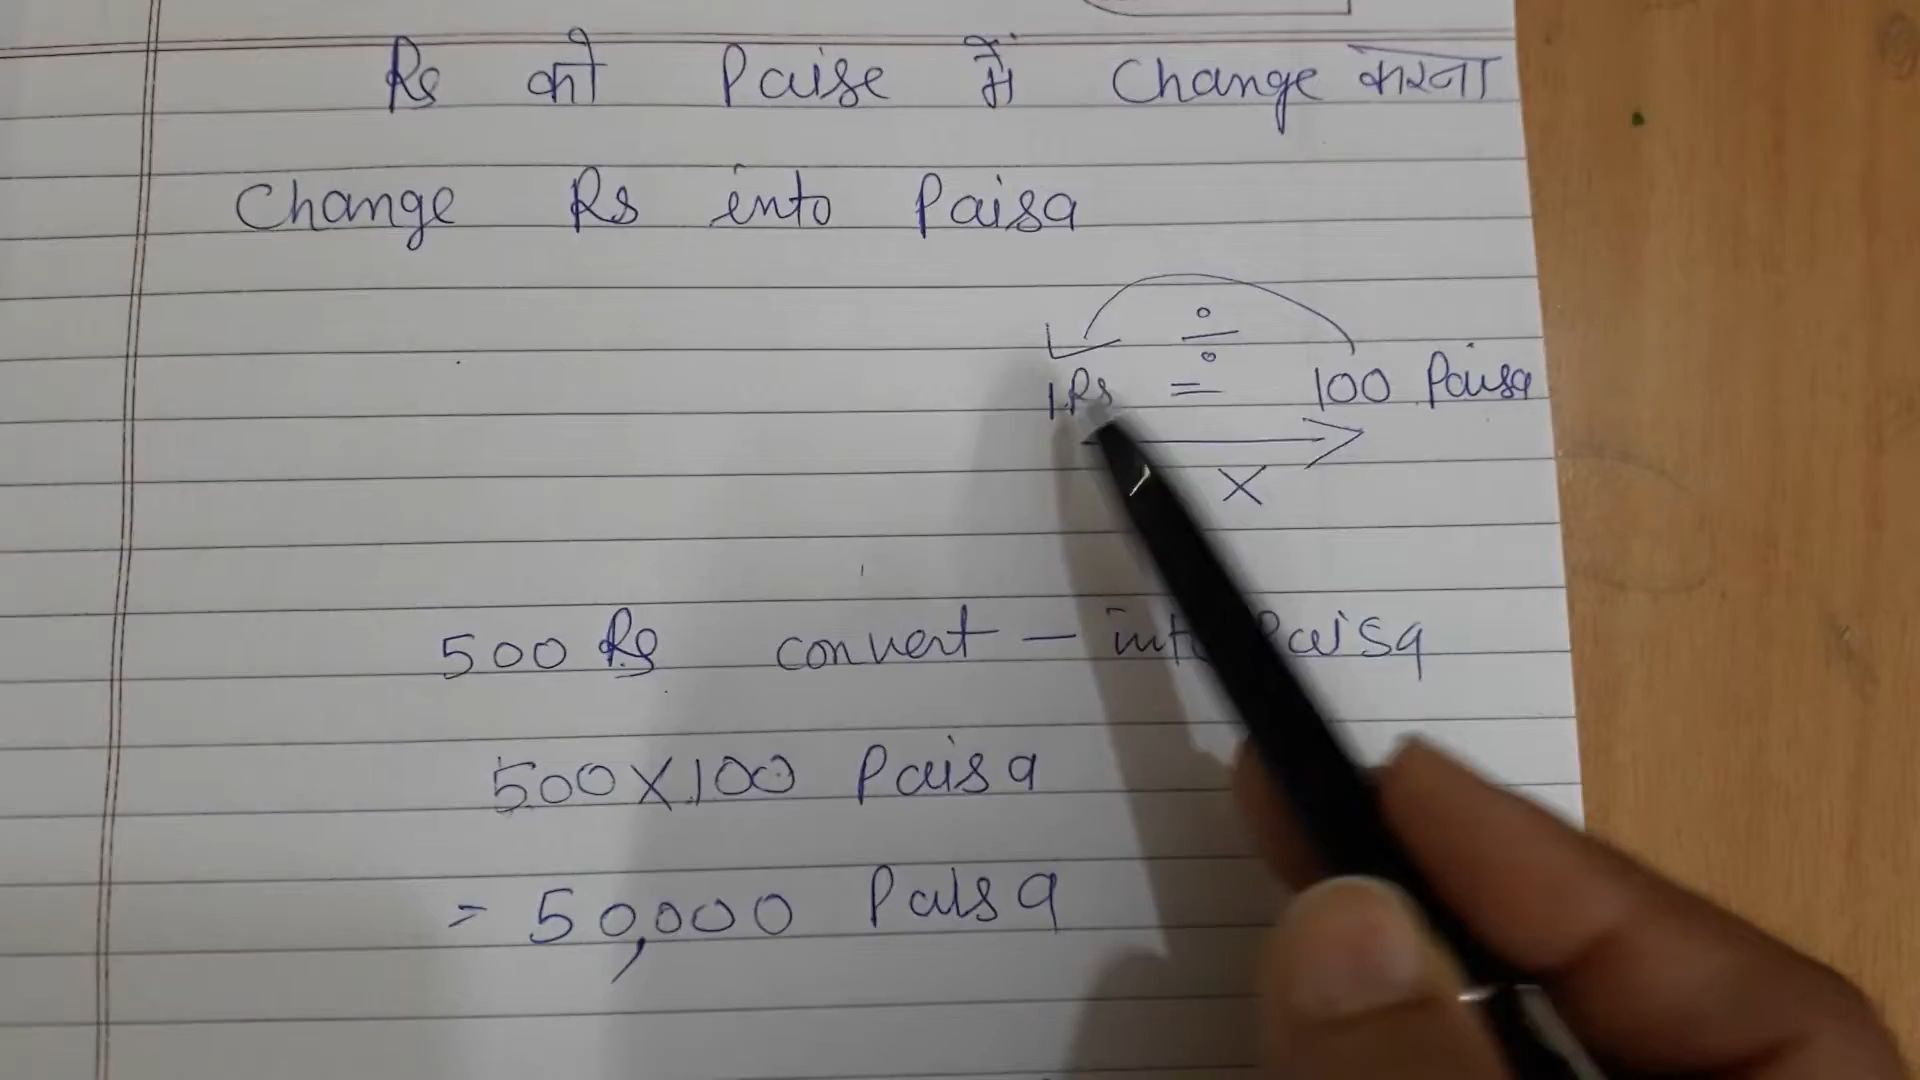 Rs को Paise में Change करना
Change Rs into Paisa
÷
1Rs = 100 Paisa
X
500 Rs convert - into Paisa
500X100 Paisa
= 50,000 Paisa